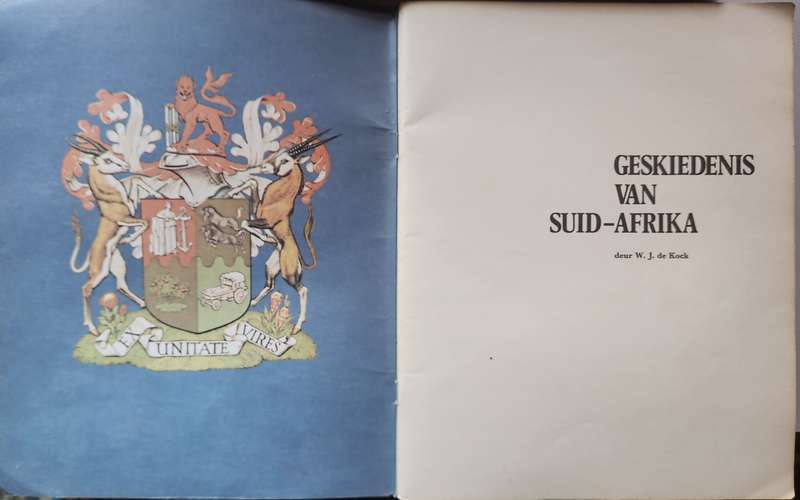 EX UNITATE VIRES
GESKIEDENIS
VAN
SUID-AFRIKA
deur W. J. de Kock